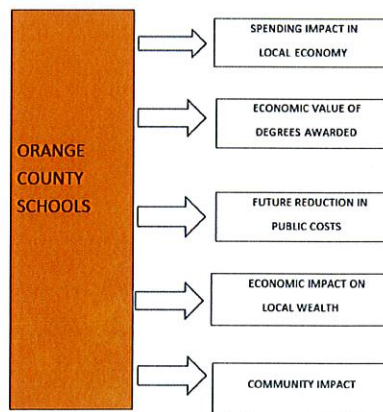 ORANGE
COUNTY
SCHOOLS
SPENDING IMPACT IN
LOCAL ECONOMY
ECONOMIC VALUE OF
DEGREES AWARDED
FUTURE REDUCTION IN
PUBLIC COSTS
ECONOMIC IMPACT ON
LOCAL WEALTH
COMMUNITY IMPACT